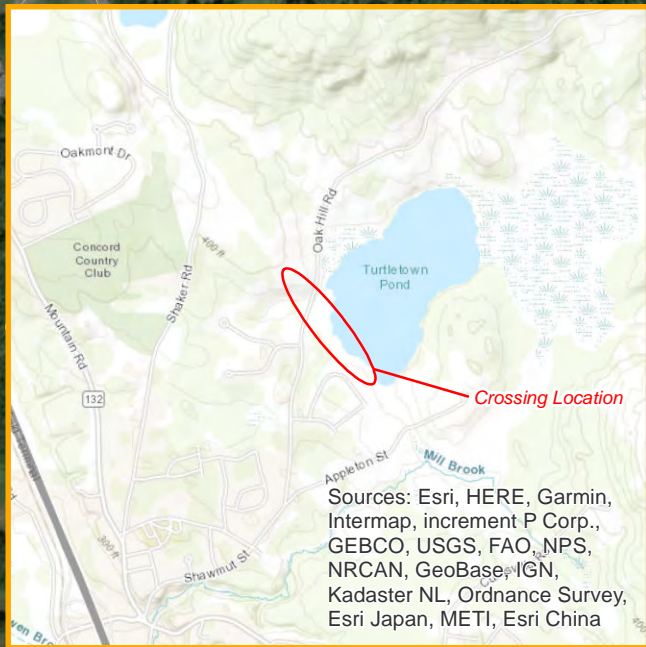 Oakmont Dr
Oak Hill Rd
Concord
Country
Club
400 ft
Shaker Rd
Turtletown
Pond
Mountain Rd
132
Crossing Location
Appleton St
Mill Brook
300 ft
Shawmut St
Sources: Esri, HERE, Garmin,
Intermap, increment P Corp.,
GEBCO, USGS, FAO, NPS,
NRCAN, GeoBase, IGN,
Kadaster NL, Ordnance Survey,
Esri Japan, METI, Esri China